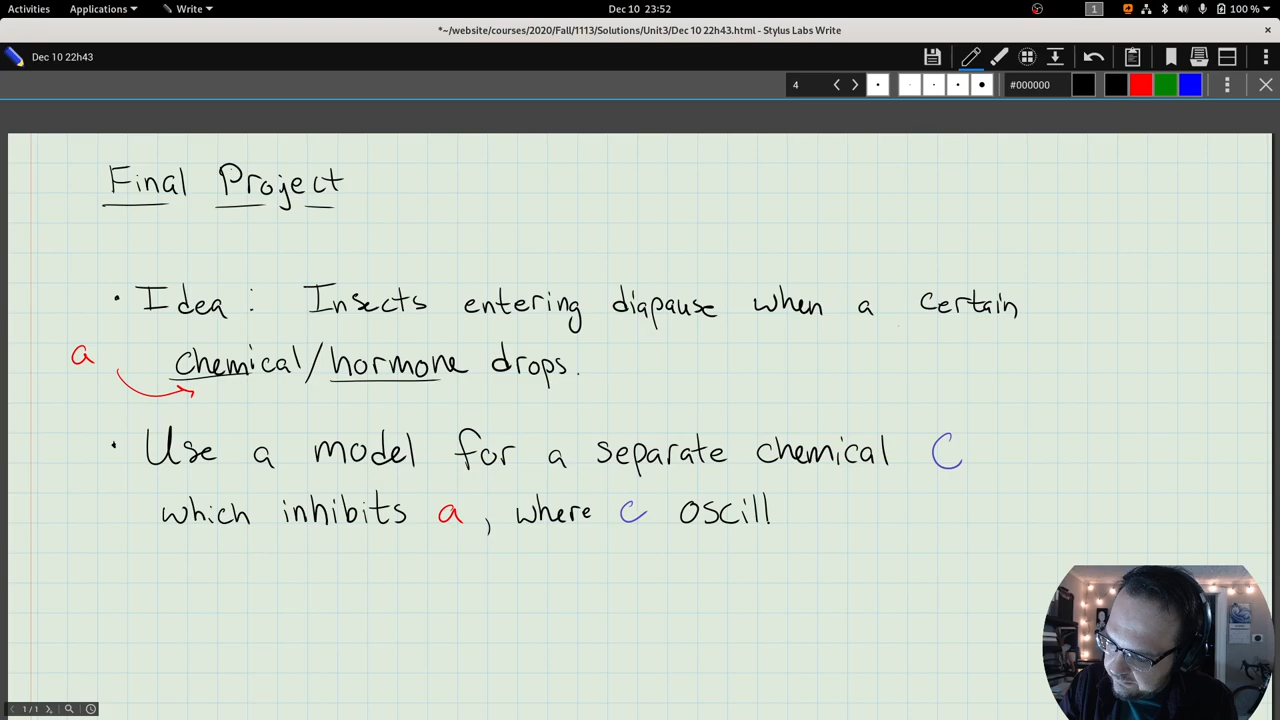 Activities Applications Write Dec 10 23:52 1 100 %
*~/website/courses/2020/Fall/1113/Solutions/Unit3/Dec 10 22h43.html - Stylus Labs Write
Dec 10 22h43
4 #000000
Final Project
· Idea : Insects entering diapause when a certain
a chemical/hormone drops.
· Use a model for a separate chemical C
which inhibits a , where C oscill
1/1